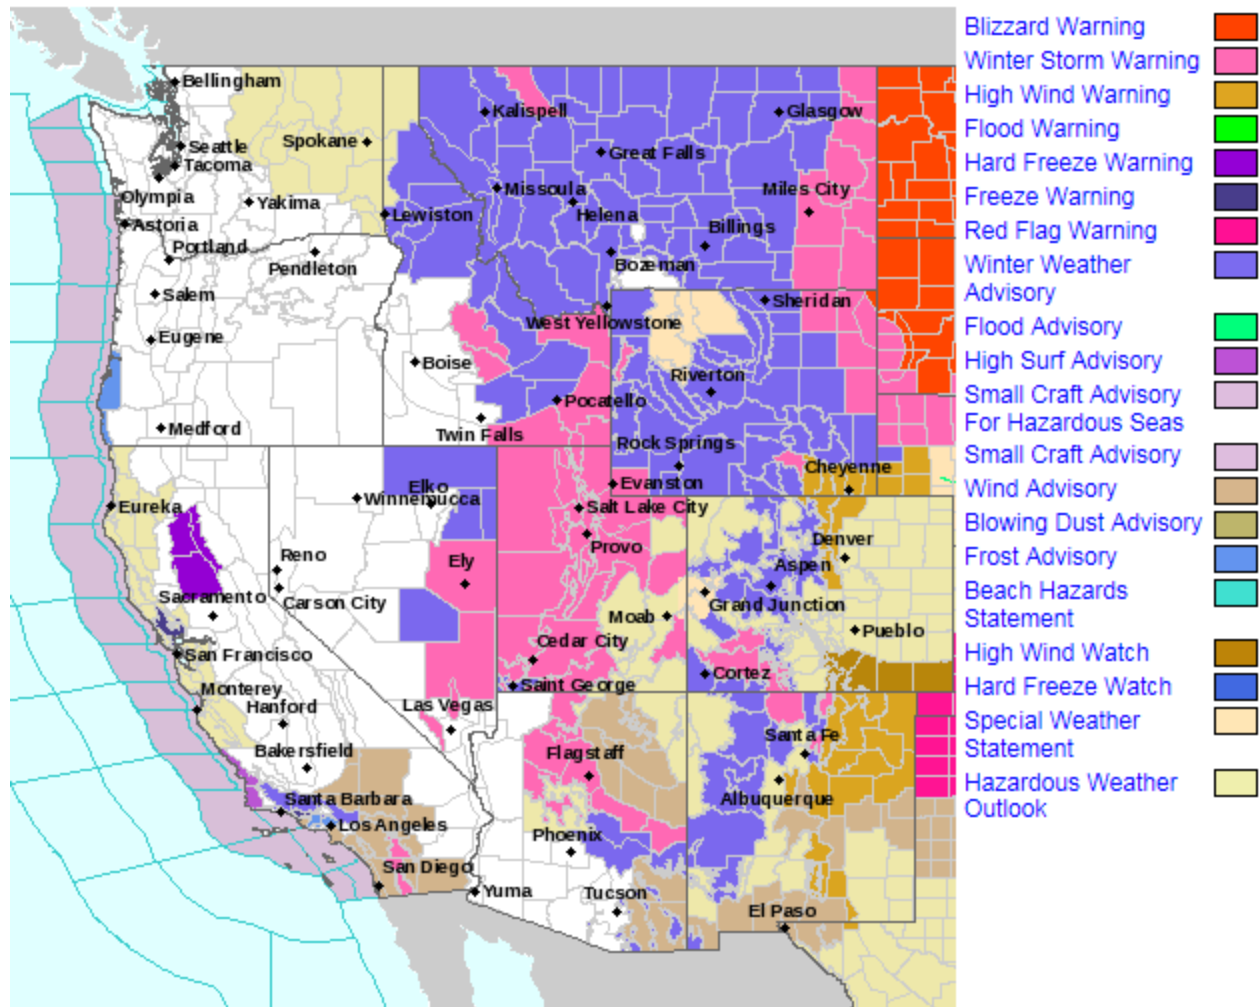 Bellingham
Seattle
Spokane
Tacoma
Olympia
Yakima
Astoria
Lewiston
Portland
Pendleton
Salem
Eugene
Medford
Kalispell
Glasgow
Great Falls
Missoula
Miles City
Helena
Billings
Bozeman
West Yellowstone
Sheridan
Boise
Riverton
Pocatello
Twin Falls
Rock Springs
Cheyenne
Evanston
Elko
Winnemucca
Eureka
Salt Lake City
Provo
Denver
Reno
Ely
Aspen
Carson City
Sacramento
Grand Junction
Moab
Pueblo
San Francisco
Cedar City
Cortez
Saint George
Monterey
Hanford
Las Vegas
Bakersfield
Flagstaff
Santa Fe
Santa Barbara
Albuquerque
Los Angeles
Phoenix
San Diego
Yuma
Tucson
El Paso
Blizzard Warning
Winter Storm Warning
High Wind Warning
Flood Warning
Hard Freeze Warning
Freeze Warning
Red Flag Warning
Winter Weather
Advisory
Flood Advisory
High Surf Advisory
Small Craft Advisory
For Hazardous Seas
Small Craft Advisory
Wind Advisory
Blowing Dust Advisory
Frost Advisory
Beach Hazards
Statement
High Wind Watch
Hard Freeze Watch
Special Weather
Statement
Hazardous Weather
Outlook